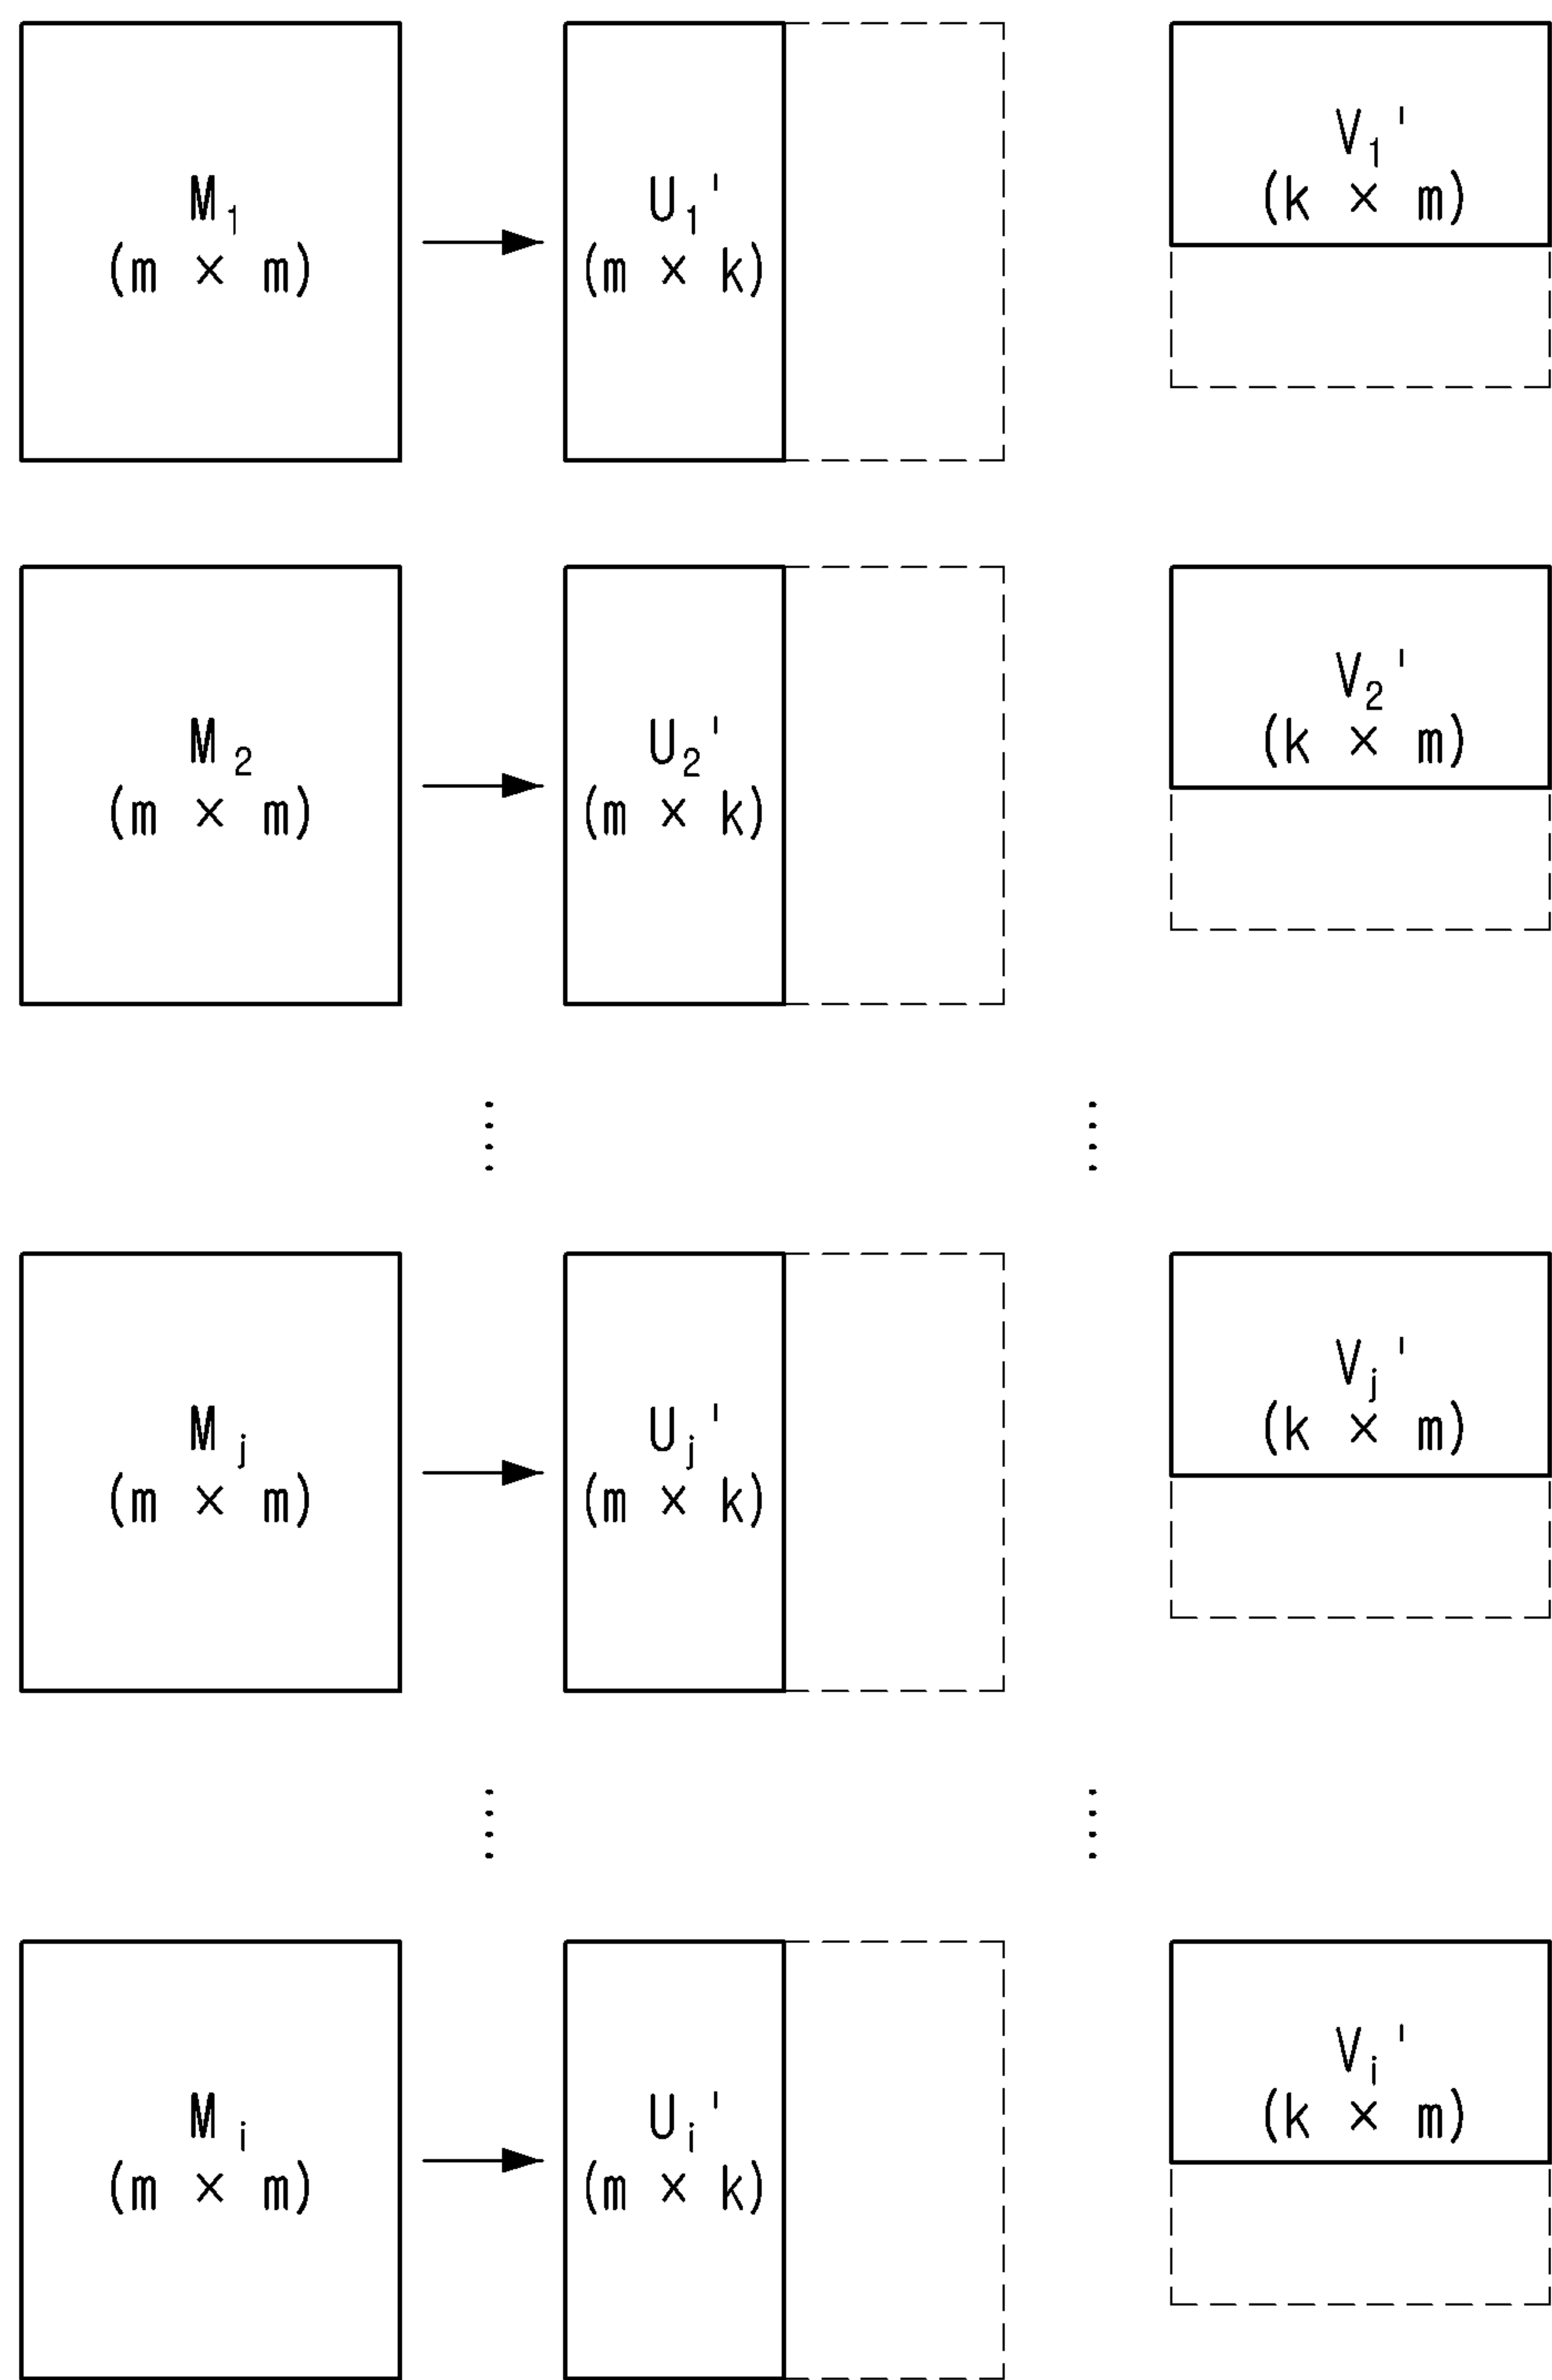 M₁
(m × m)
U₁'
(m × k)
V₁'
(k × m)
M₂
(m × m)
U₂'
(m × k)
V₂'
(k × m)
Mⱼ
(m × m)
Uⱼ'
(m × k)
Vⱼ'
(k × m)
Mᵢ
(m × m)
Uᵢ'
(m × k)
Vᵢ'
(k × m)